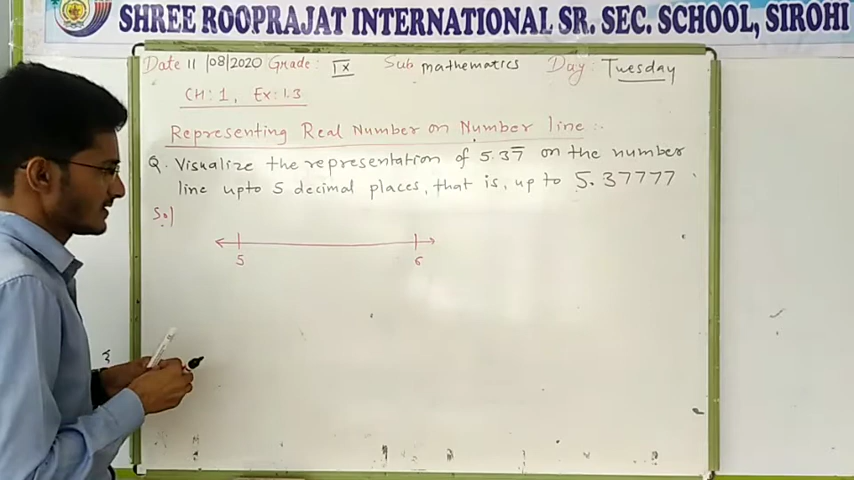 SHREE ROOPRAJAT INTERNATIONAL SR. SEC. SCHOOL, SIROHI
Date 11/08/2020 Grade: IX Sub mathematics Day: Tuesday
CH: 1, Ex: 1.3
Representing Real Number on Number line :-
Q. Visualize the representation of 5.37̅ on the number
line upto 5 decimal places, that is, up to 5.37777
Sol
5 6